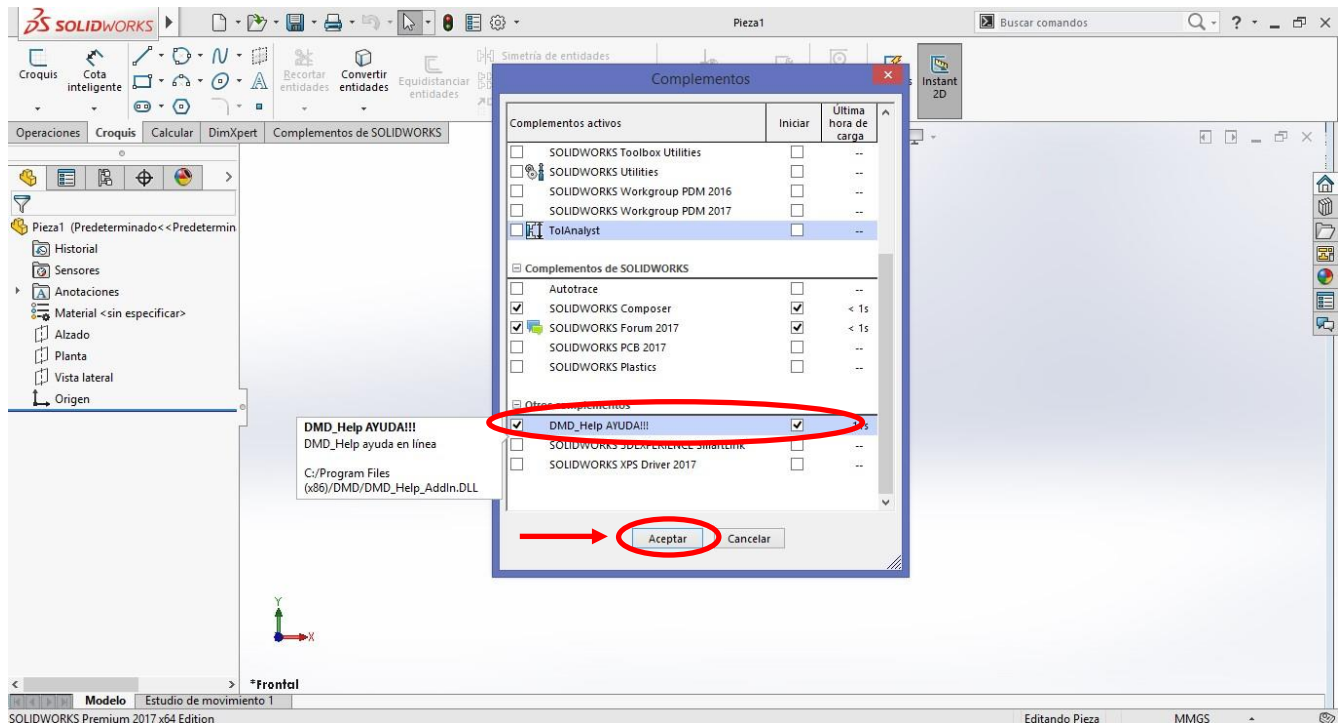 SOLIDWORKS
Pieza1
Buscar comandos
Croquis
Cota inteligente
Recortar entidades
Convertir entidades
Equidistanciar entidades
Simetría de entidades
Instant 2D
Operaciones
Croquis
Calcular
DimXpert
Complementos de SOLIDWORKS
Pieza1 (Predeterminado<<Predetermin
Historial
Sensores
Anotaciones
Material <sin especificar>
Alzado
Planta
Vista lateral
Origen
Complementos
Complementos activos
Iniciar
Última hora de carga
SOLIDWORKS Toolbox Utilities --
SOLIDWORKS Utilities --
SOLIDWORKS Workgroup PDM 2016 --
SOLIDWORKS Workgroup PDM 2017 --
TolAnalyst --
Complementos de SOLIDWORKS
Autotrace --
SOLIDWORKS Composer < 1s
SOLIDWORKS Forum 2017 < 1s
SOLIDWORKS PCB 2017 --
SOLIDWORKS Plastics --
Otros complementos
DMD_Help AYUDA!!!
SOLIDWORKS 3DEXPERIENCE SmartLink --
SOLIDWORKS XPS Driver 2017 --
Aceptar
Cancelar
DMD_Help AYUDA!!!
DMD_Help ayuda en línea
C:/Program Files
(x86)/DMD/DMD_Help_AddIn.DLL
Y
X
*Frontal
Modelo
Estudio de movimiento 1
SOLIDWORKS Premium 2017 x64 Edition
Editando Pieza
MMGS